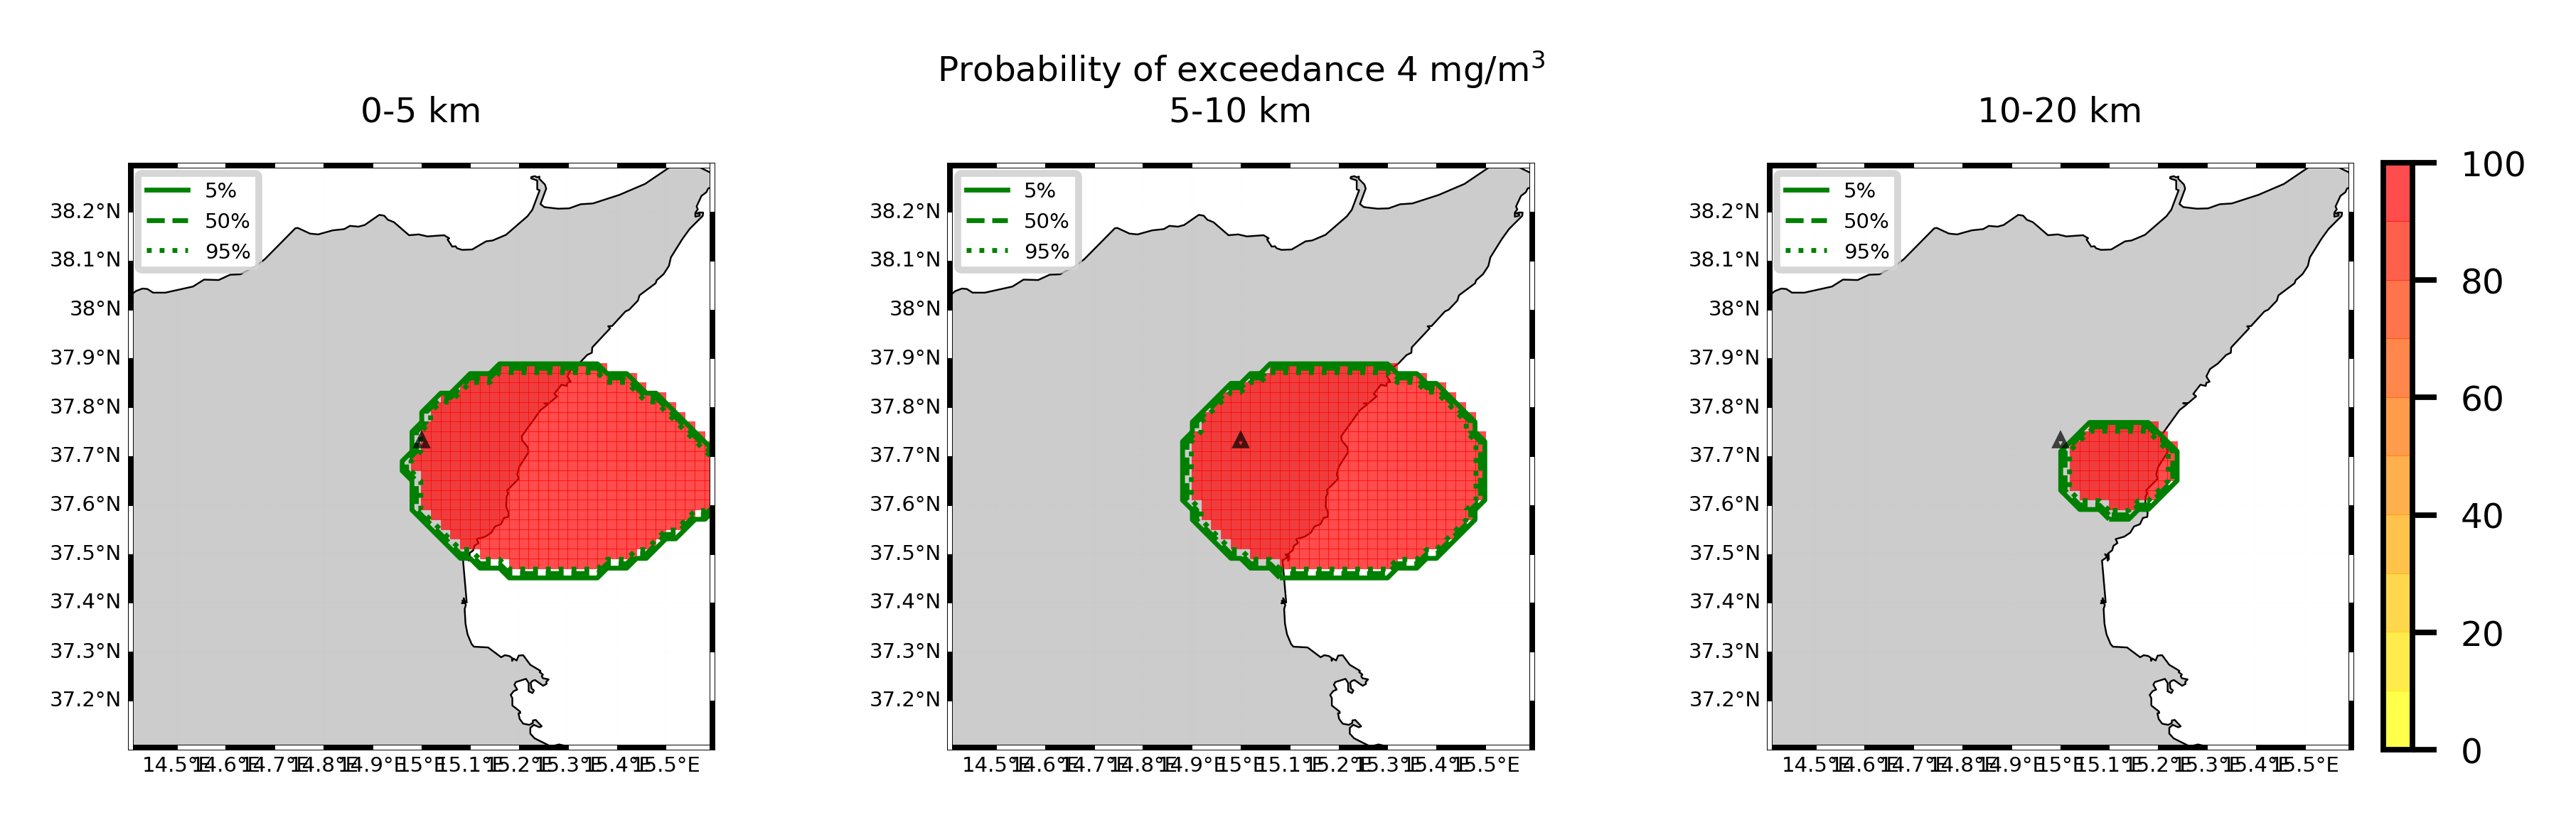 Probability of exceedance 4 mg/m³
0-5 km
5-10 km
10-20 km
5%
50%
95%
38.2°N
38.1°N
38°N
37.9°N
37.8°N
37.7°N
37.6°N
37.5°N
37.4°N
37.3°N
37.2°N
14.5°E 14.6°E 14.7°E 14.8°E 14.9°E 15°E 15.1°E 15.2°E 15.3°E 15.4°E 15.5°E
5%
50%
95%
38.2°N
38.1°N
38°N
37.9°N
37.8°N
37.7°N
37.6°N
37.5°N
37.4°N
37.3°N
37.2°N
14.5°E 14.6°E 14.7°E 14.8°E 14.9°E 15°E 15.1°E 15.2°E 15.3°E 15.4°E 15.5°E
5%
50%
95%
38.2°N
38.1°N
38°N
37.9°N
37.8°N
37.7°N
37.6°N
37.5°N
37.4°N
37.3°N
37.2°N
14.5°E 14.6°E 14.7°E 14.8°E 14.9°E 15°E 15.1°E 15.2°E 15.3°E 15.4°E 15.5°E
100
80
60
40
20
0